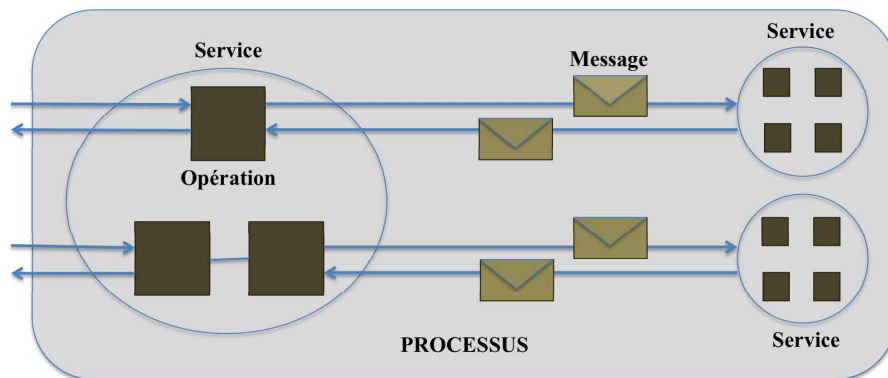 Service
Service
Message
Opération
Service
PROCESSUS